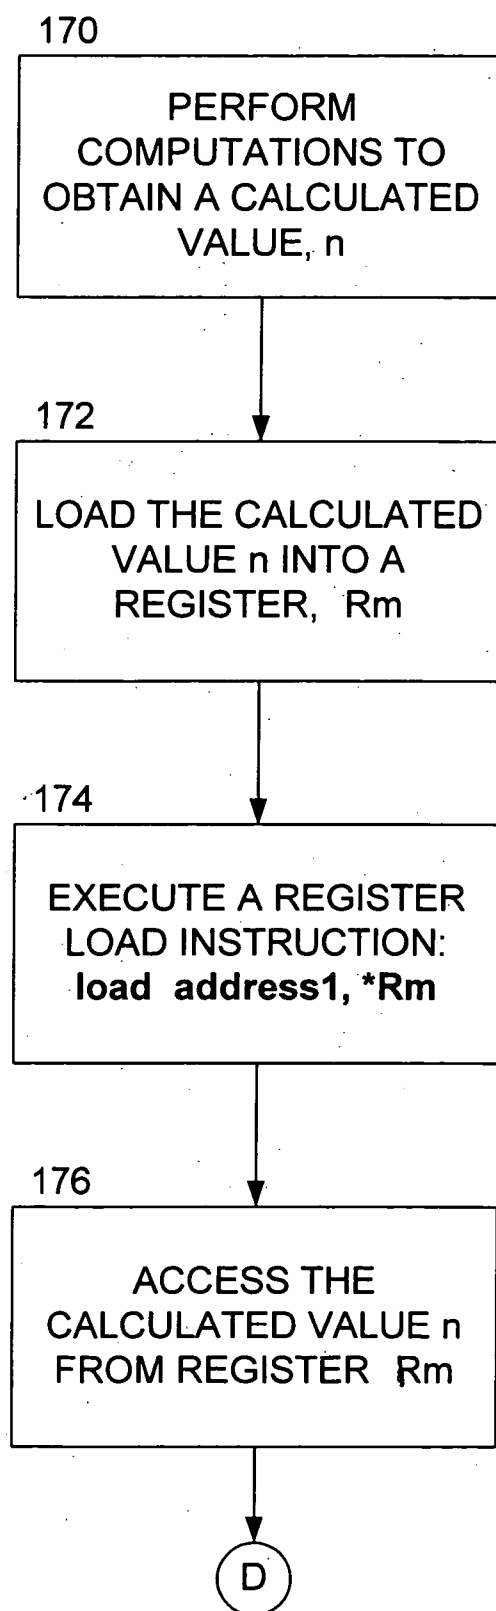 170
PERFORM
COMPUTATIONS TO
OBTAIN A CALCULATED
VALUE, n
172
LOAD THE CALCULATED
VALUE n INTO A
REGISTER, Rm
174
EXECUTE A REGISTER
LOAD INSTRUCTION:
load address1, *Rm
176
ACCESS THE
CALCULATED VALUE n
FROM REGISTER Rm
D